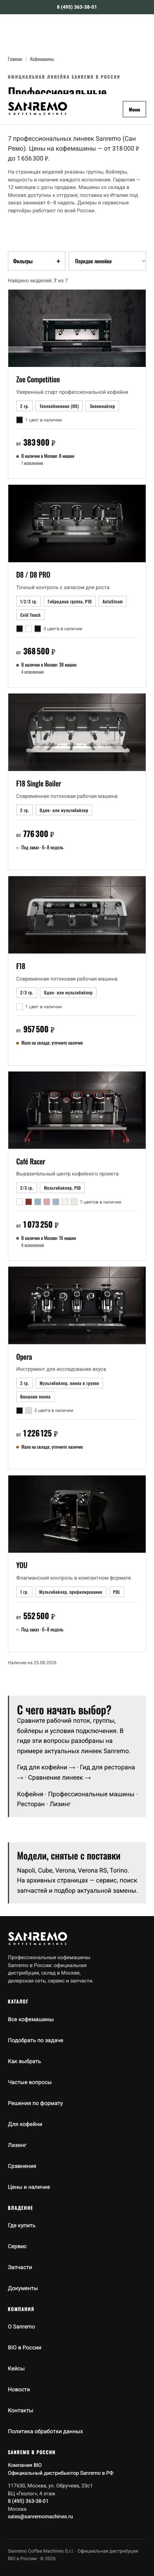 8 (495) 363-38-01
Главная › Кофемашины
ОФИЦИАЛЬНАЯ ЛИНЕЙКА SANREMO В РОССИИ
Профессиональные
SANREMO
COFFEEMACHINES
Меню
7 профессиональных линеек Sanremo (Сан
Ремо). Цены на кофемашины — от 318 000 ₽
до 1 656 300 ₽.
На страницах моделей указаны группы, габариты,
мощность и наличие каждого исполнения. Гарантия —
12 месяцев с даты продажи. Машины со склада в
Москве доступны к отправке, остальные исполнения под
заказ занимают 6–8 недель. Дилеры и сервисные
партнёры работают по всей России.
Фильтры +
Порядок линейки
Найдено моделей: 7 из 7
Zoe Competition
Уверенный старт профессиональной кофейни
2 гр. Теплообменник (HX) Экономайзер
1 цвет в наличии
от 383 900 ₽
В наличии в Москве: 8 машин
1 исполнение
D8 / D8 PRO
Точный контроль с запасом для роста
1/2/3 гр. Гибридная группа, PID AutoSteam
Cold Touch
3 цвета в наличии
от 368 500 ₽
В наличии в Москве: 38 машин
4 исполнения
F18 Single Boiler
Современная потоковая рабочая машина
2 гр. Одно- или мультибойлер
от 776 300 ₽
Под заказ · 6–8 недель
F18
Современная потоковая рабочая машина
2/3 гр. Одно- или мультибойлер
1 цвет в наличии
от 957 500 ₽
Мало на складе, уточните наличие
Café Racer
Выразительный центр кофейного проекта
2/3 гр. Мультибойлер, PID
7 цветов в наличии
от 1 073 250 ₽
В наличии в Москве: 16 машин
8 исполнений
Opera
Инструмент для исследования вкуса
2 гр. Мультибойлер, помпа в группе
Внешняя помпа
2 цвета в наличии
от 1 226 125 ₽
Мало на складе, уточните наличие
YOU
Флагманский контроль в компактном формате
1 гр. Мультибойлер, профилирование POL
от 552 500 ₽
Под заказ · 6–8 недель
Наличие на 25.06.2026
С чего начать выбор?
Сравните рабочий поток, группы,
бойлеры и условия подключения. В
гиде эти вопросы разобраны на
примере актуальных линеек Sanremo.
Гид для кофейни → · Гид для ресторана
→ · Сравнение линеек →
Кофейня · Профессиональные машины ·
Ресторан · Лизинг
Модели, снятые с поставки
Napoli, Cube, Verona, Verona RS, Torino.
На архивных страницах — сервис, поиск
запчастей и подбор актуальной замены.
SANREMO
COFFEEMACHINES
Профессиональные кофемашины
Sanremo в России: официальная
дистрибуция, склад в Москве,
дилерская сеть, сервис и запчасти.
КАТАЛОГ
Все кофемашины
Подобрать по задаче
Как выбрать
Частые вопросы
Решения по формату
Для кофейни
Лизинг
Сравнения
Цены и наличие
ВЛАДЕНИЕ
Где купить
Сервис
Запчасти
Документы
КОМПАНИЯ
О Sanremo
BIO в России
Кейсы
Новости
Контакты
Политика обработки данных
SANREMO В РОССИИ
Компания BIO
Официальный дистрибьютор Sanremo в РФ
117630, Москва, ул. Обручева, 23с1
БЦ «Геолог», 4 этаж
8 (495) 363-38-01
Москва
sales@sanremomachines.ru
Sanremo Coffee Machines S.r.l. · Официальная дистрибуция
BIO в России · © 2026